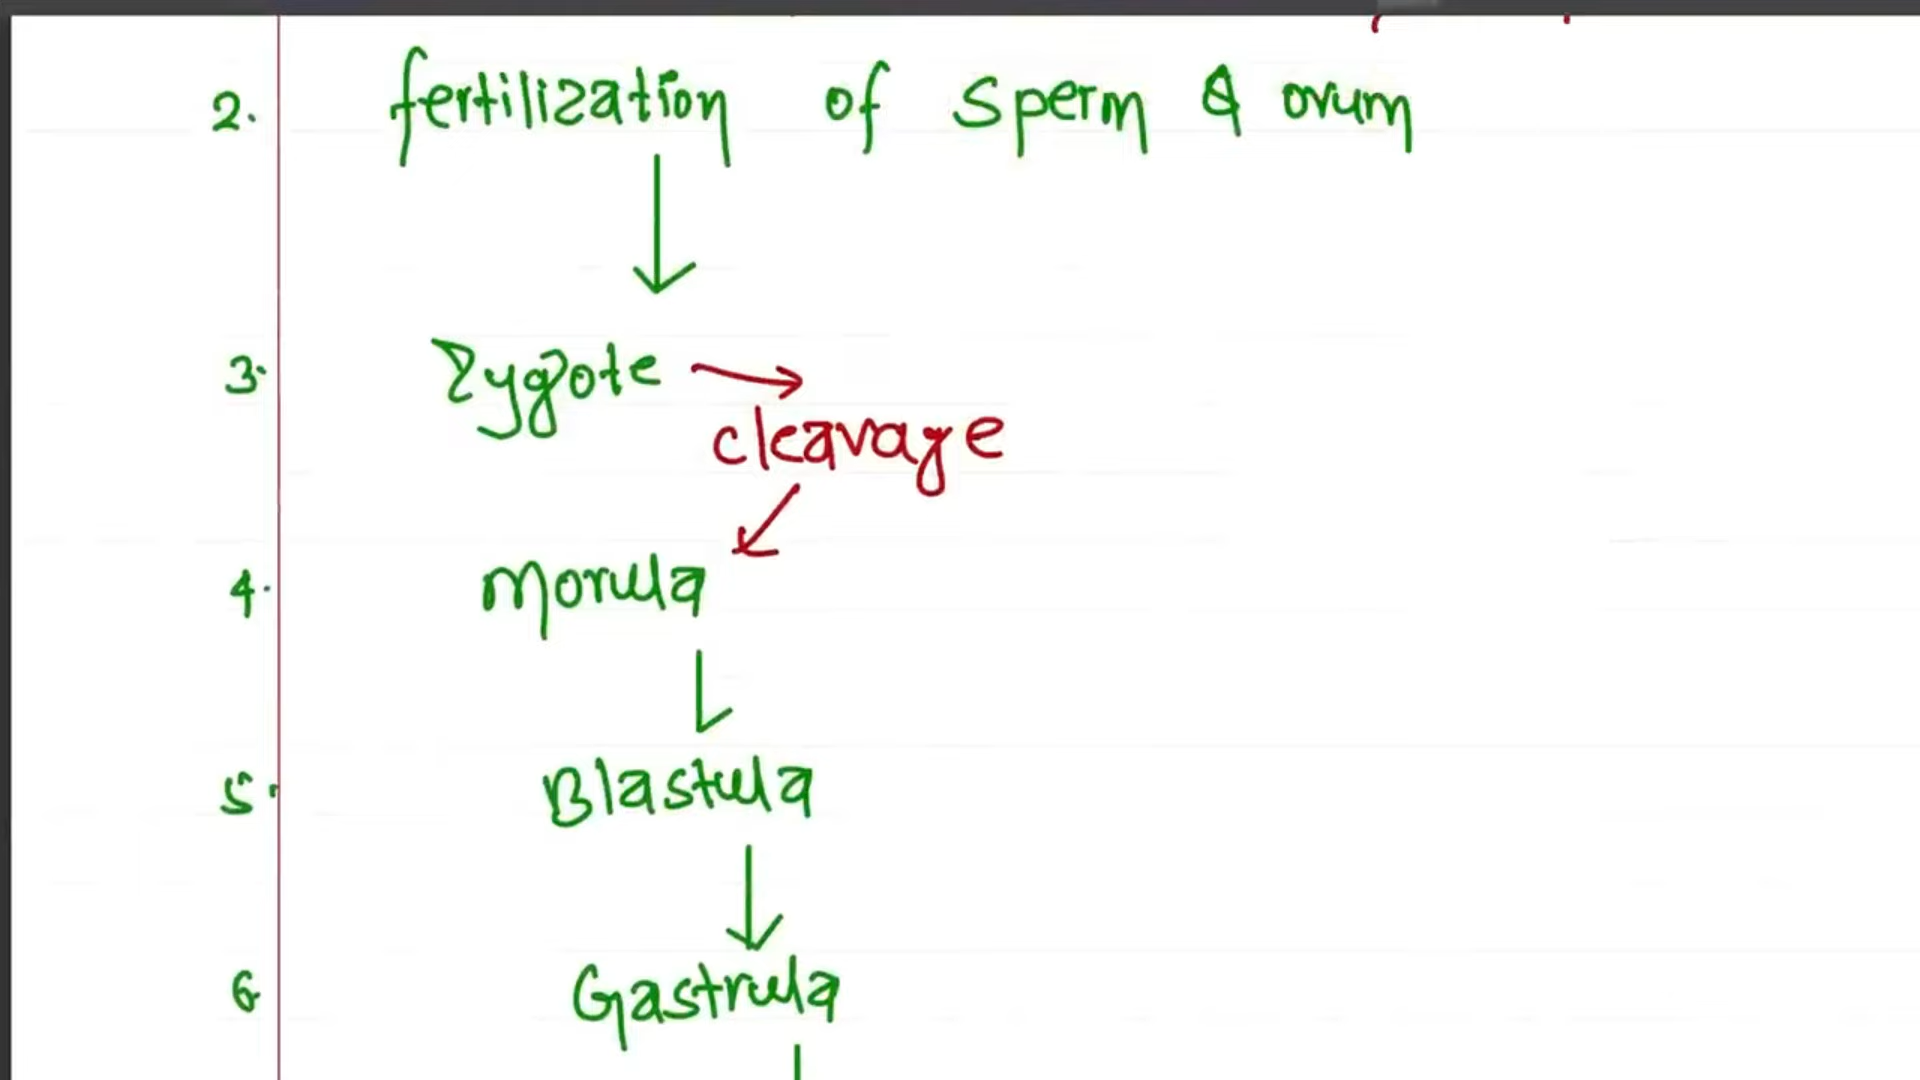 2. fertilization of sperm & ovum
3. Zygote →
cleavage
4. Morula
5. Blastula
6 Gastrula